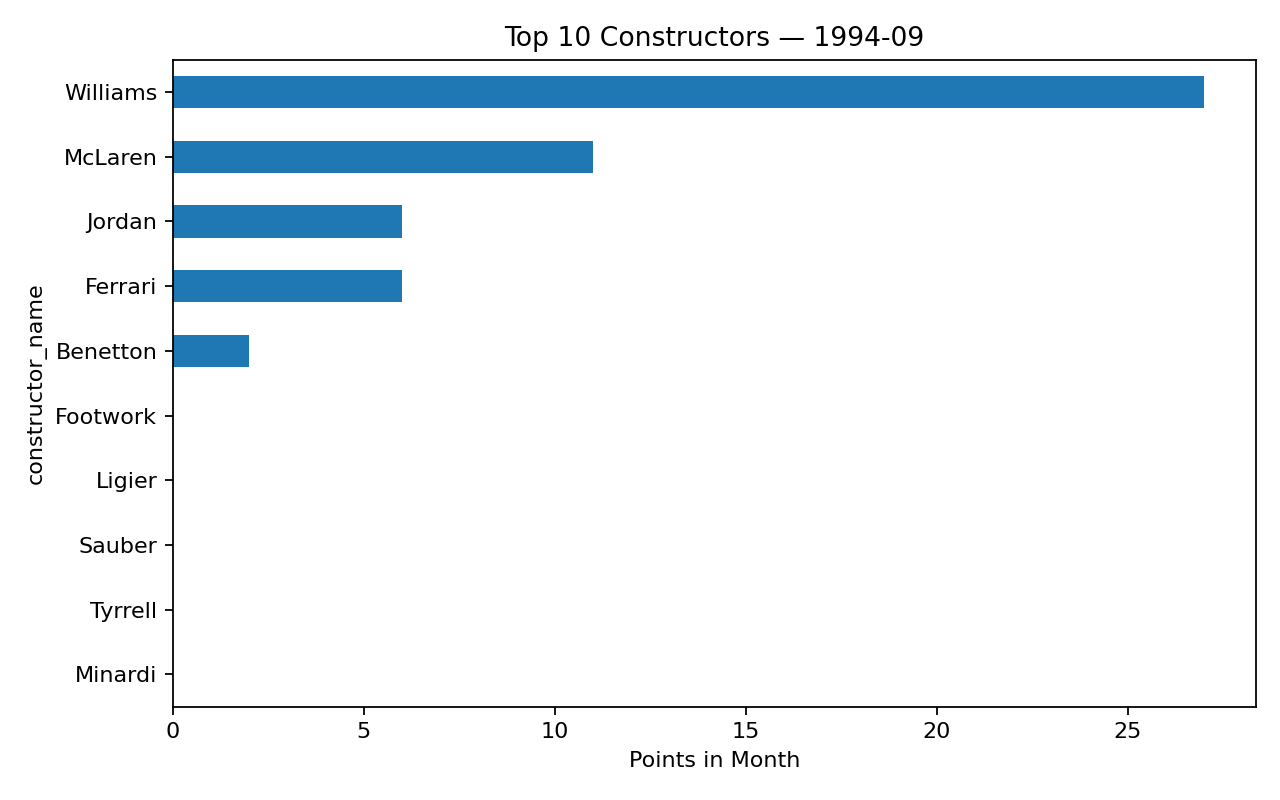 Top 10 Constructors — 1994-09
Williams
McLaren
Jordan
Ferrari
Benetton
Footwork
Ligier
Sauber
Tyrrell
Minardi
constructor_name
0 5 10 15 20 25
Points in Month